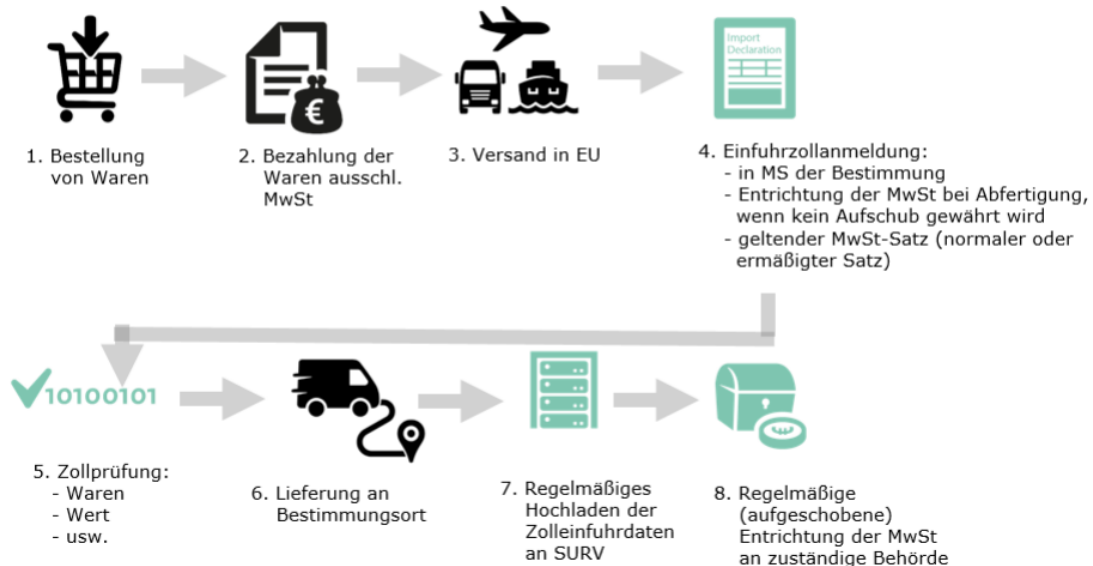 Import
Declaration
1. Bestellung
von Waren
2. Bezahlung der
Waren ausschl.
MwSt
€
3. Versand in EU
4. Einfuhrzollanmeldung:
- in MS der Bestimmung
- Entrichtung der MwSt bei Abfertigung,
wenn kein Aufschub gewährt wird
- geltender MwSt-Satz (normaler oder
ermäßigter Satz)
10100101
5. Zollprüfung:
- Waren
- Wert
- usw.
6. Lieferung an
Bestimmungsort
7. Regelmäßiges
Hochladen der
Zolleinfuhrdaten
an SURV
8. Regelmäßige
(aufgeschobene)
Entrichtung der MwSt
an zuständige Behörde